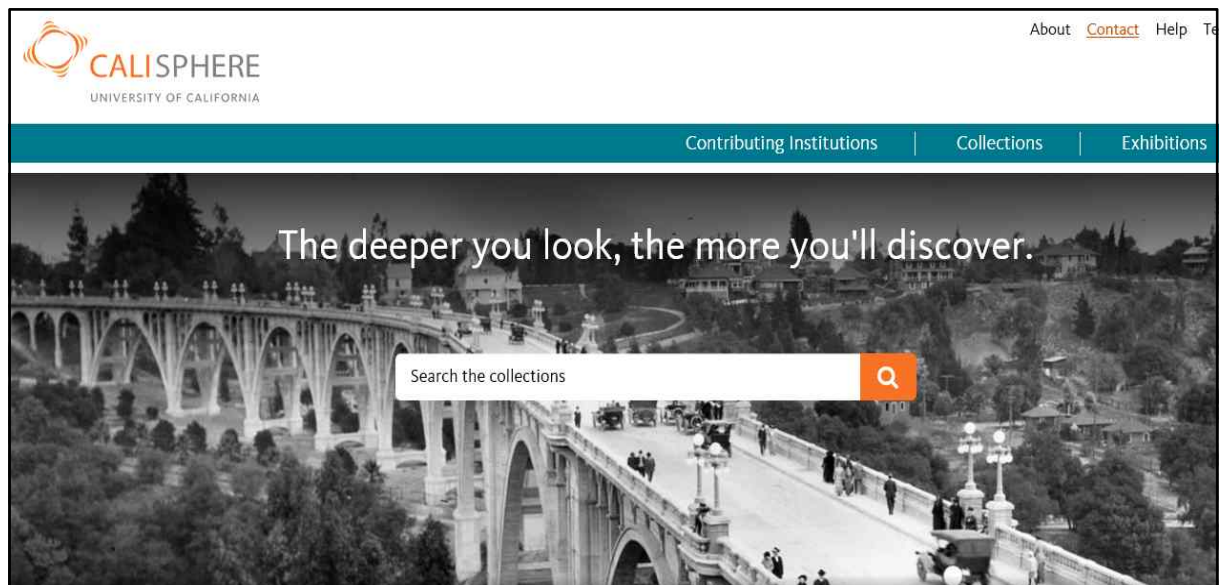 About Contact Help Te
CALISPHERE
UNIVERSITY OF CALIFORNIA
Contributing Institutions Collections Exhibitions
The deeper you look, the more you'll discover.
Search the collections